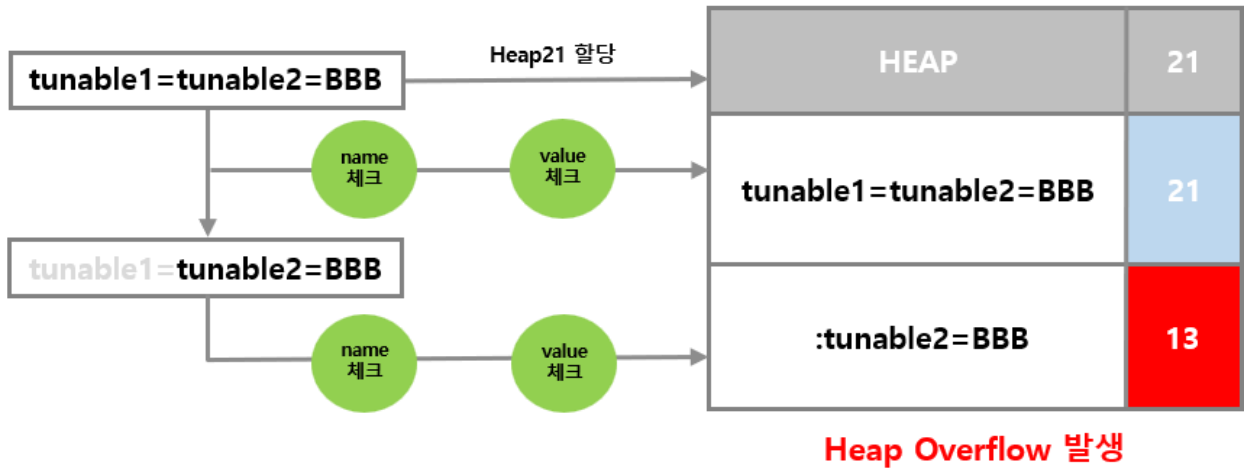 Heap21 할당
tunable1=tunable2=BBB
HEAP
21
name
체크
value
체크
tunable1=tunable2=BBB
21
tunable1=tunable2=BBB
name
체크
value
체크
:tunable2=BBB
13
Heap Overflow 발생